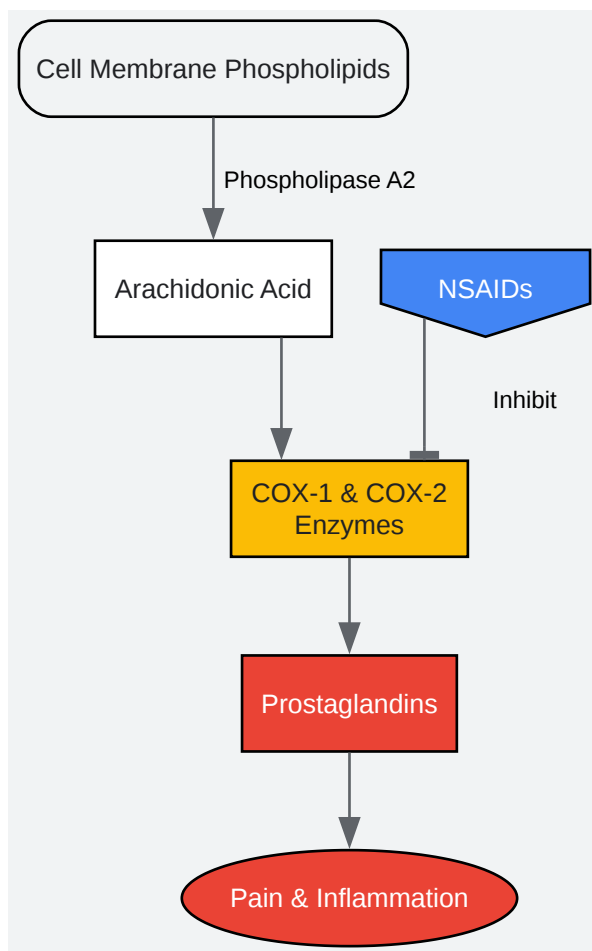 Cell Membrane Phospholipids
Phospholipase A2
Arachidonic Acid
NSAIDs
Inhibit
COX-1 & COX-2
Enzymes
Prostaglandins
Pain & Inflammation